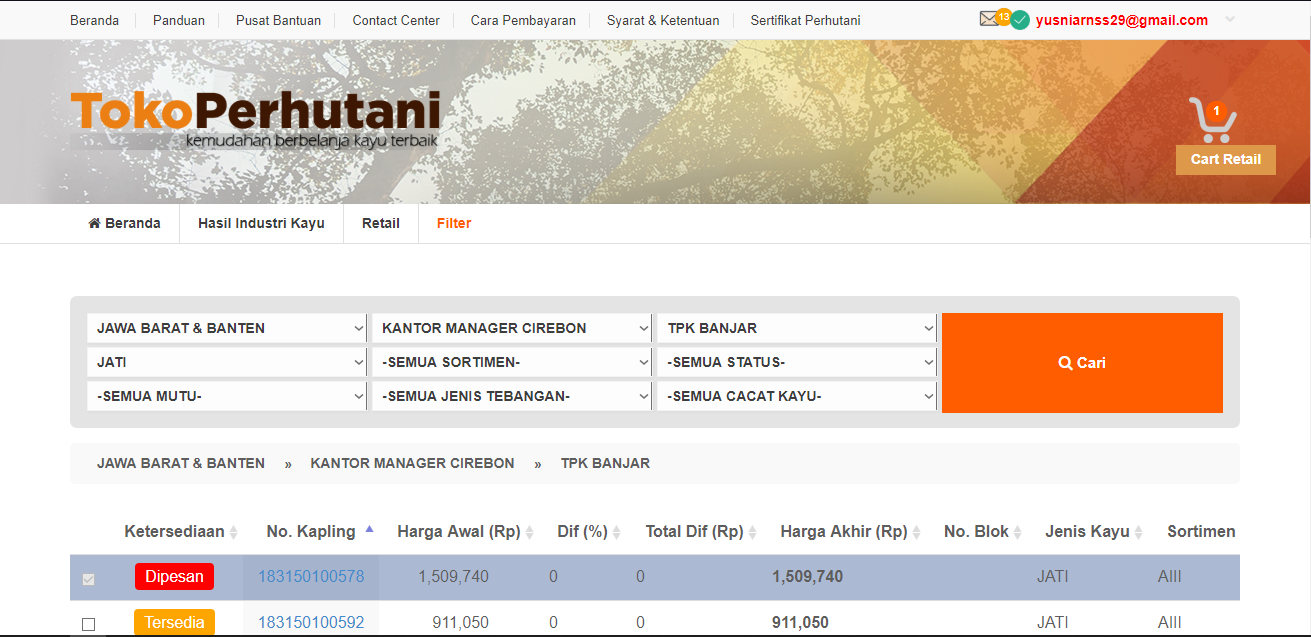 Beranda Panduan Pusat Bantuan Contact Center Cara Pembayaran Syarat & Ketentuan Sertifikat Perhutani 13 yusniarnss29@gmail.com
TokoPerhutani
kemudahan berbelanja kayu terbaik
1
Cart Retail
Beranda Hasil Industri Kayu Retail Filter
JAWA BARAT & BANTEN KANTOR MANAGER CIREBON TPK BANJAR
JATI -SEMUA SORTIMEN- -SEMUA STATUS- Cari
-SEMUA MUTU- -SEMUA JENIS TEBANGAN- -SEMUA CACAT KAYU-
JAWA BARAT & BANTEN » KANTOR MANAGER CIREBON » TPK BANJAR
Ketersediaan No. Kapling Harga Awal (Rp) Dif (%) Total Dif (Rp) Harga Akhir (Rp) No. Blok Jenis Kayu Sortimen
Dipesan 183150100578 1,509,740 0 0 1,509,740 JATI AIII
Tersedia 183150100592 911,050 0 0 911,050 JATI AIII